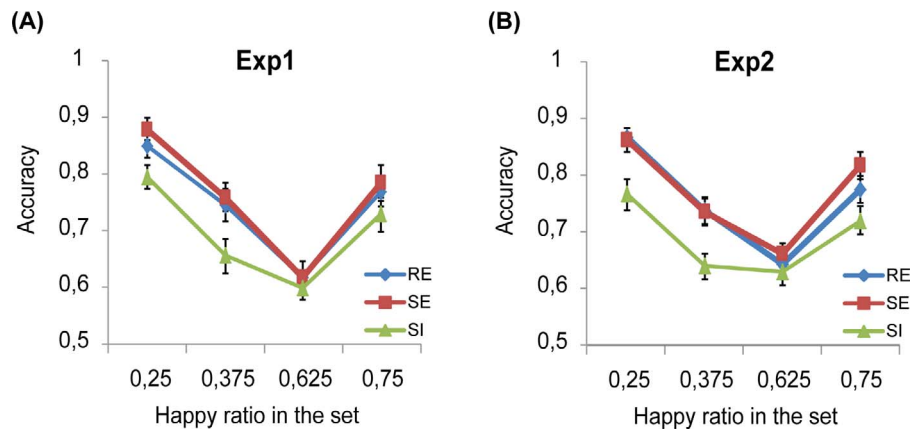 (A)
Exp1
Accuracy
1
0,9
0,8
0,7
0,6
0,5
0,25 0,375 0,625 0,75
Happy ratio in the set
RE
SE
SI
(B)
Exp2
Accuracy
1
0,9
0,8
0,7
0,6
0,5
0,25 0,375 0,625 0,75
Happy ratio in the set
RE
SE
SI